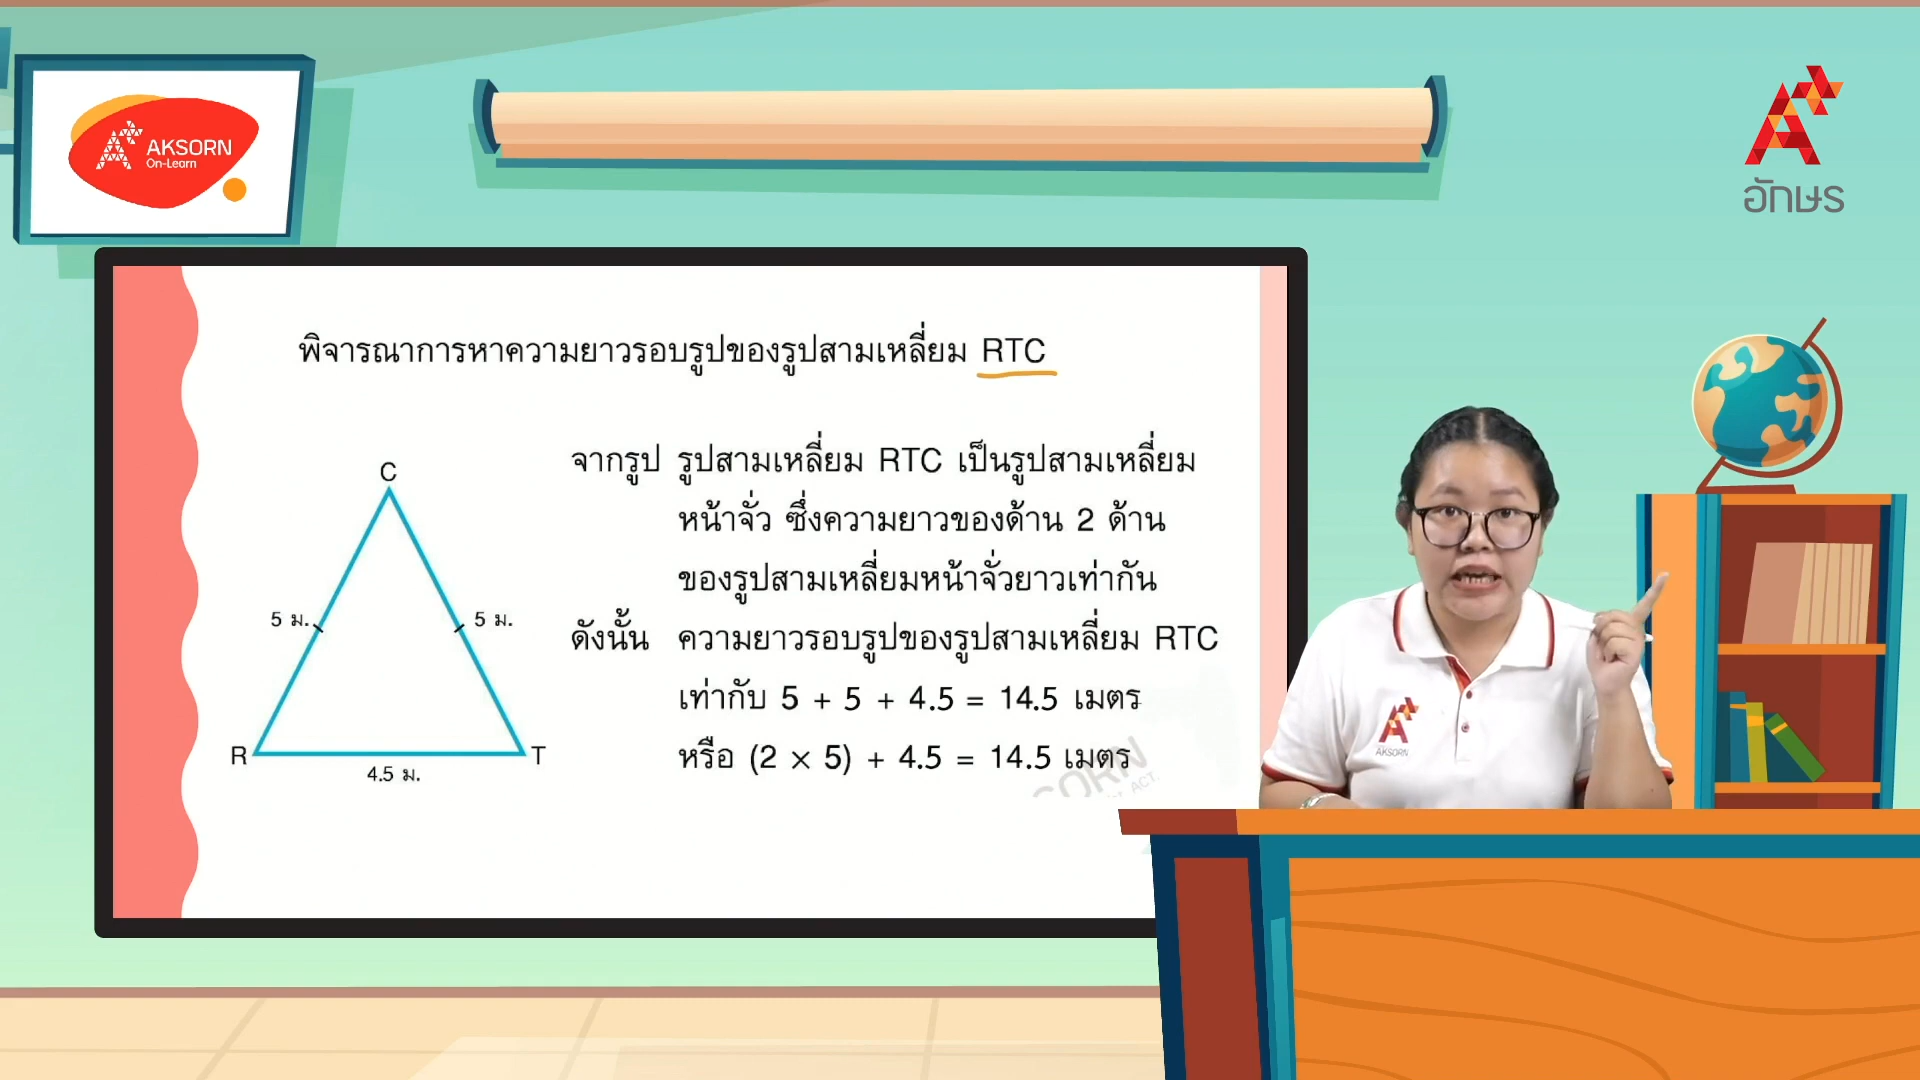 AKSORN
On-Learn
อักษร
พิจารณาการหาความยาวรอบรูปของรูปสามเหลี่ยม RTC
จากรูป รูปสามเหลี่ยม RTC เป็นรูปสามเหลี่ยม
หน้าจั่ว ซึ่งความยาวของด้าน 2 ด้าน
ของรูปสามเหลี่ยมหน้าจั่วยาวเท่ากัน
ดังนั้น ความยาวรอบรูปของรูปสามเหลี่ยม RTC
เท่ากับ 5 + 5 + 4.5 = 14.5 เมตร
หรือ (2 × 5) + 4.5 = 14.5 เมตร
C
5 ม.
5 ม.
R
T
4.5 ม.
AKSORN